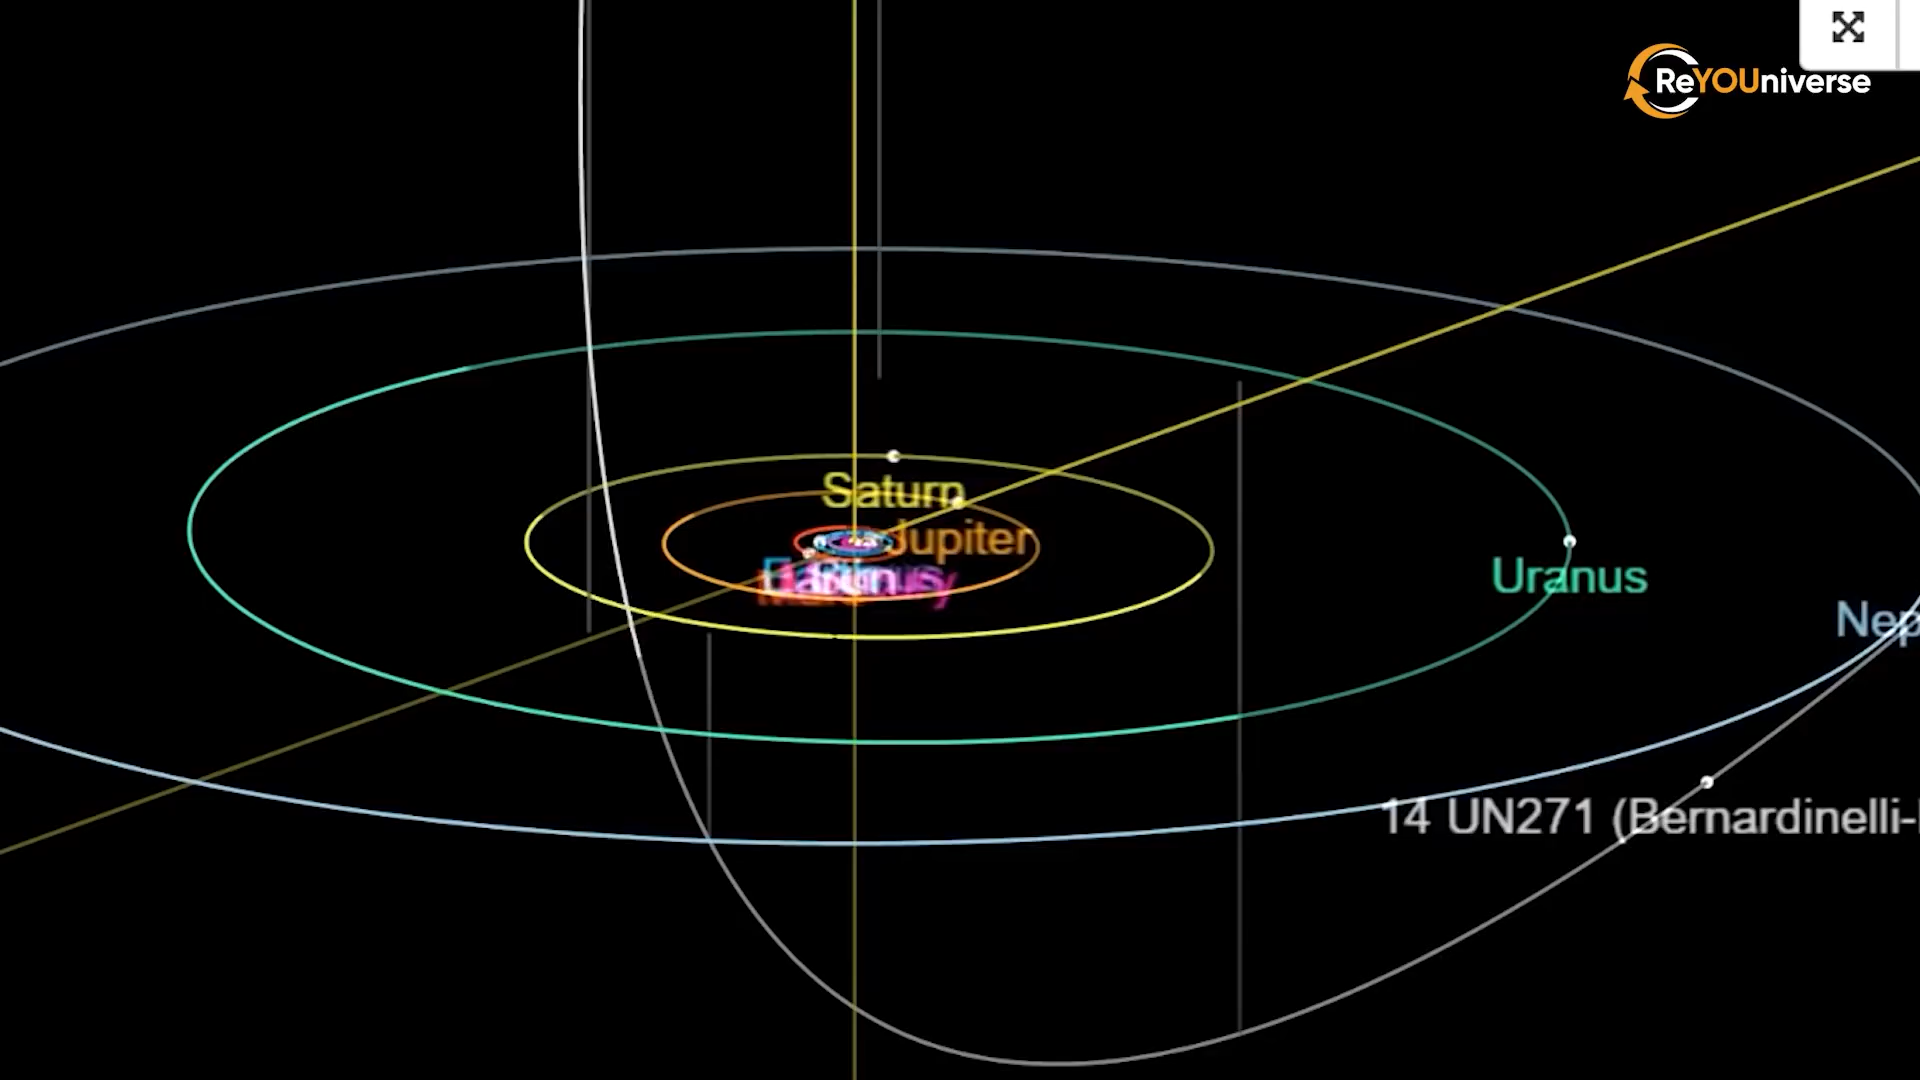 ReYOUniverse
Saturn
Jupiter
Uranus
Nep
14 UN271 (Bernardinelli-